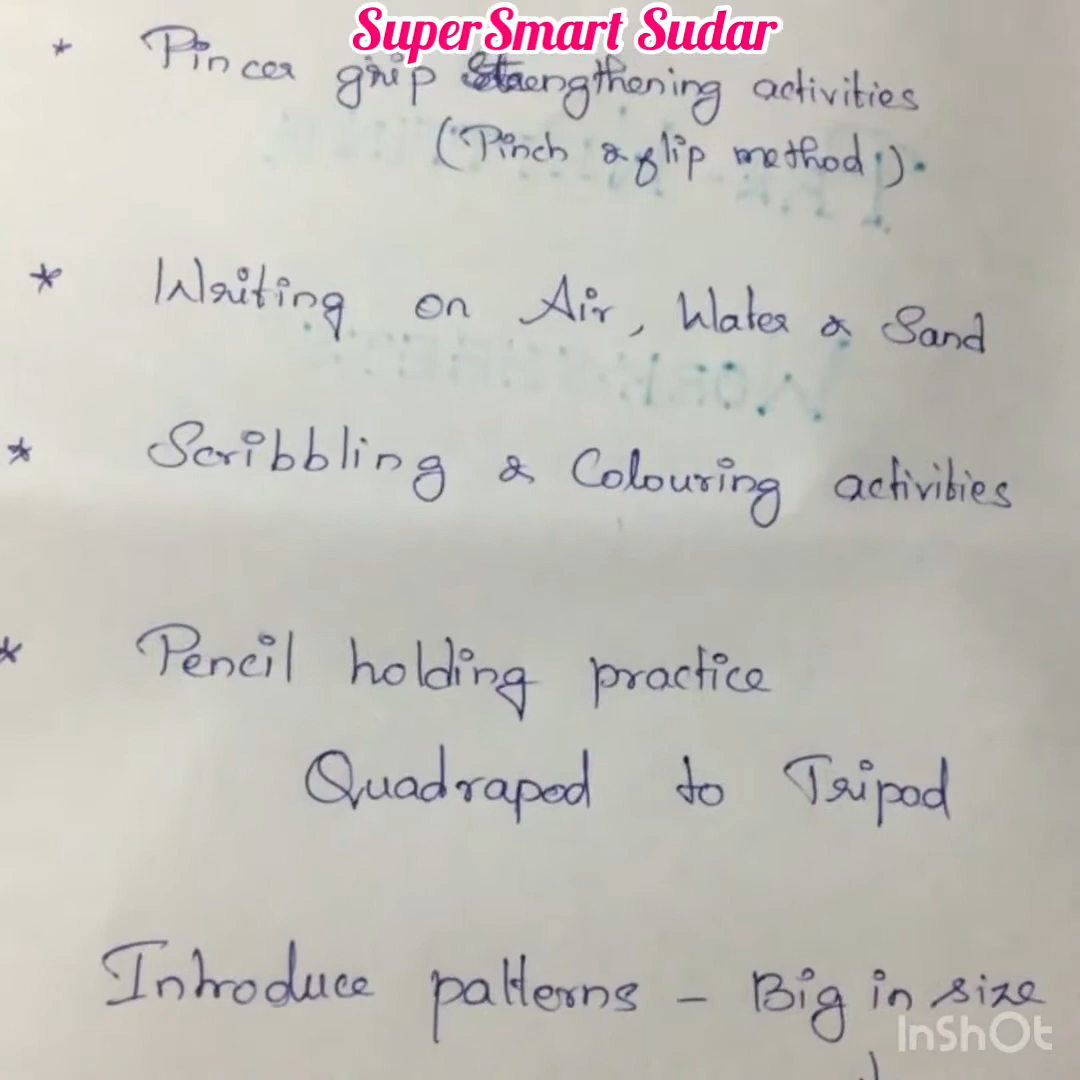 SuperSmart Sudar
* Pincer grip Strengthening activities
(Pinch & flip method)
* Writing on Air, Water & Sand
* Scribbling & Colouring activities
* Pencil holding practice
Quadrapod to Tripod
Introduce patterns - Big in size
InShOt